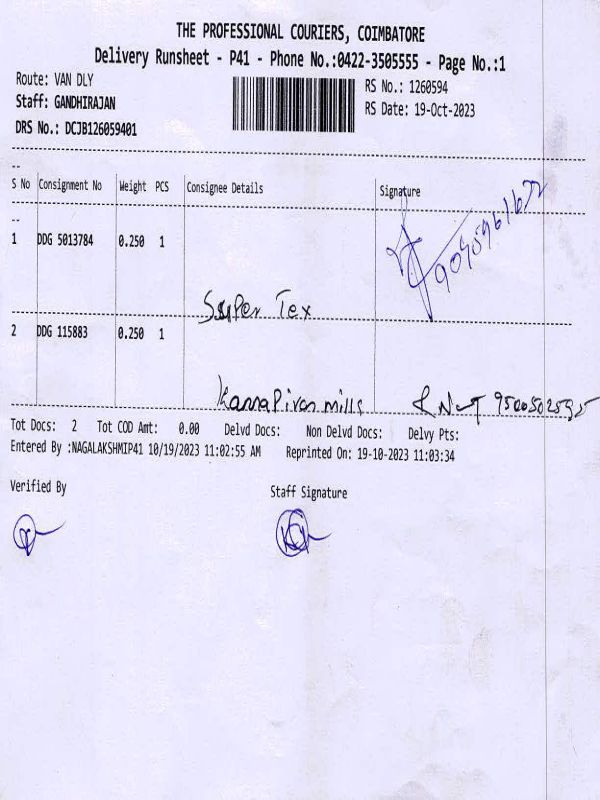 THE PROFESSIONAL COURIERS, COIMBATORE
Delivery Runsheet - P41 - Phone No.:0422-3505555 - Page No.:1
Route: VAN DLY
RS No.: 1260594
Staff: GANDHIRAJAN
RS Date: 19-Oct-2023
DRS No.: DCJB126059401
--
S No Consignment No Weight PCS Consignee Details Signature
--
1 DDG 5013784 0.250 1
Super Tex
2 DDG 115883 0.250 1
Kannapiran mills
Tot Docs: 2 Tot COD Amt: 0.00 Delvd Docs: Non Delvd Docs: Delvy Pts:
Entered By :NAGALAKSHMIP41 10/19/2023 11:02:55 AM Reprinted On: 19-10-2023 11:03:34
Verified By
Staff Signature